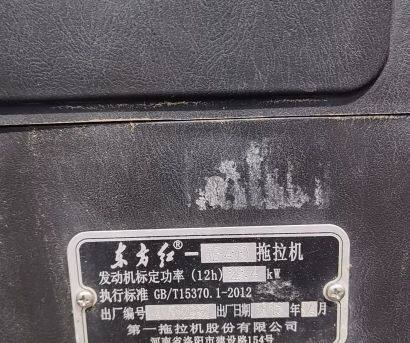 东方红®-拖拉机
发动机标定功率 (12h) kW
执行标准 GB/T15370.1-2012
出厂编号 出厂日期 年 月
第一拖拉机股份有限公司
河南省洛阳市建设路154号